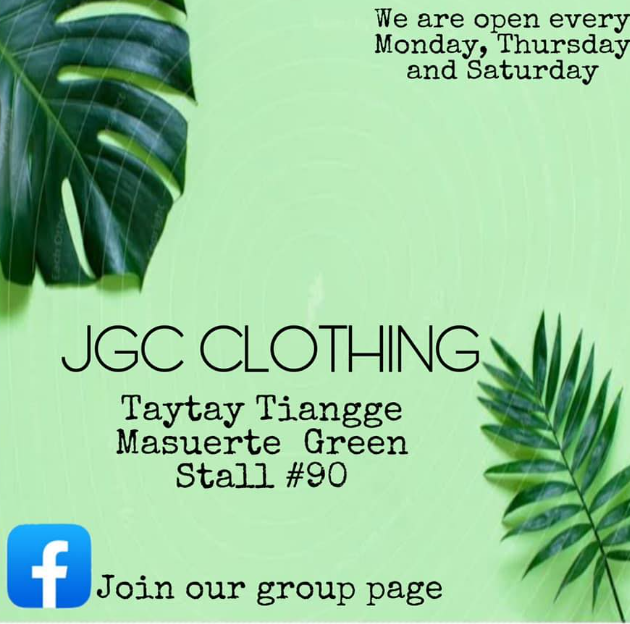 We are open every
Monday, Thursday
and Saturday
JGC CLOTHING
Taytay Tiangge
Masuerte Green
Stall #90
f
Join our group page